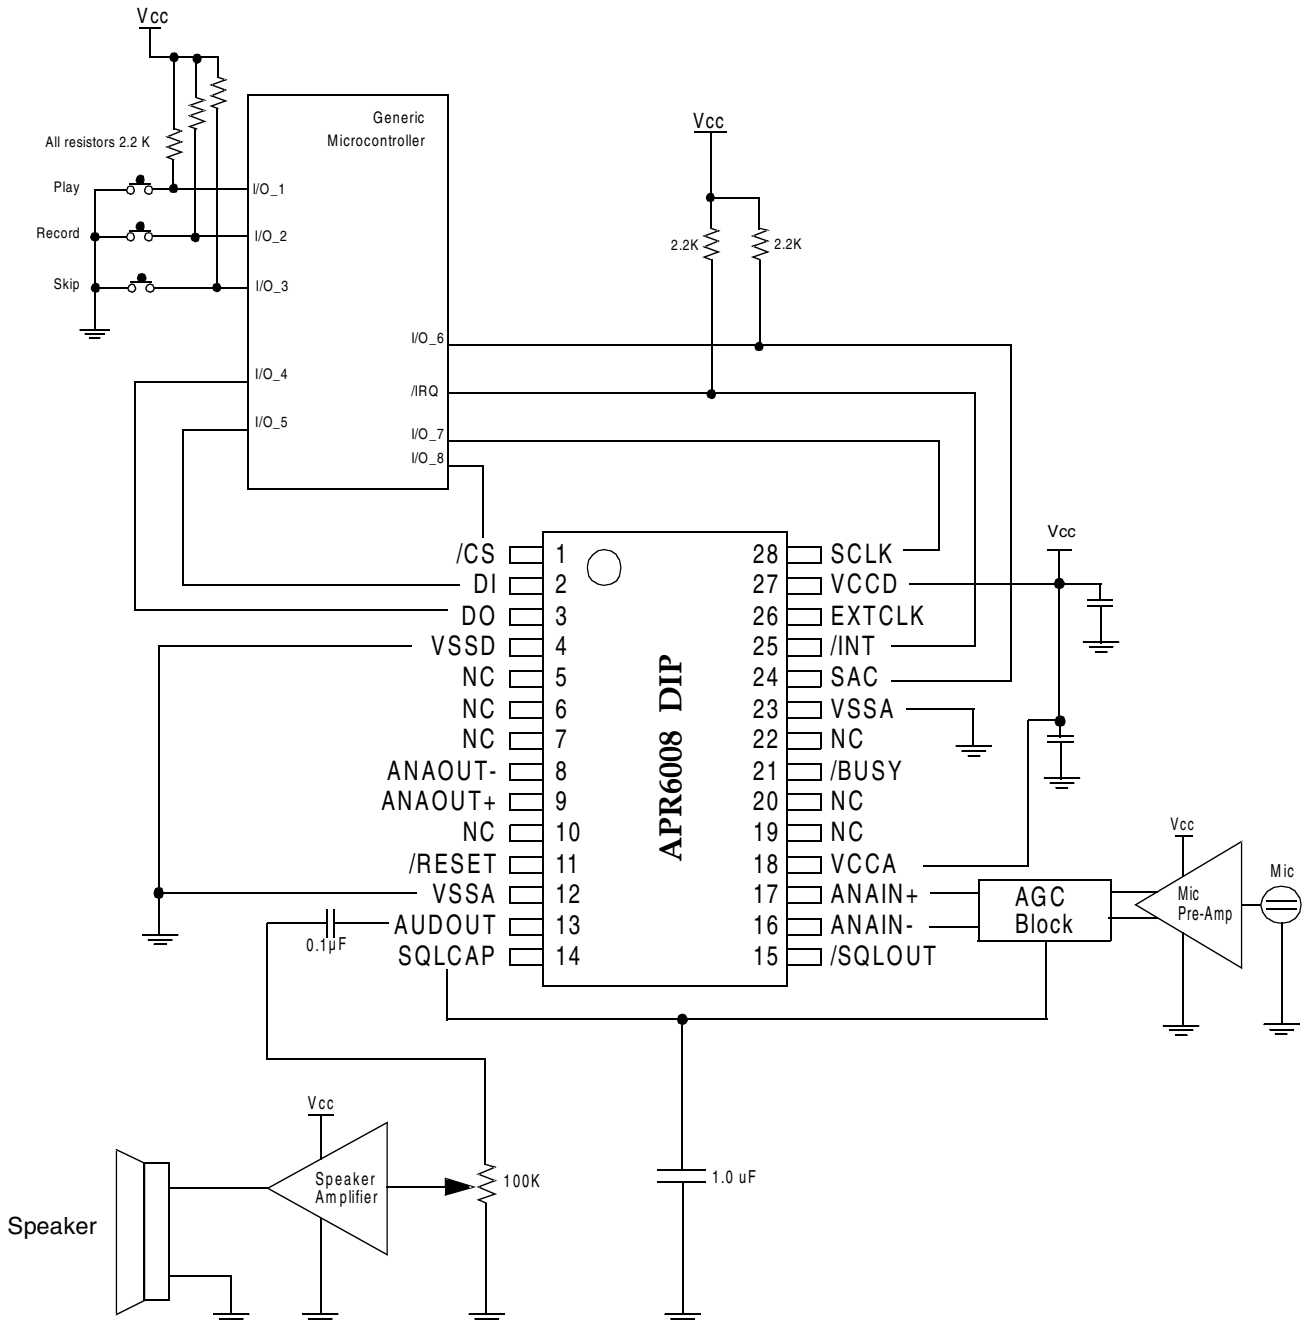 Vcc
All resistors 2.2 K
Play
Record
Skip
Generic
Microcontroller
I/O_1
I/O_2
I/O_3
I/O_4
I/O_5
I/O_6
/IRQ
I/O_7
I/O_8
Vcc
2.2K
2.2K
/CS 1
DI 2
DO 3
VSSD 4
NC 5
NC 6
NC 7
ANAOUT- 8
ANAOUT+ 9
NC 10
/RESET 11
VSSA 12
AUDOUT 13
SQLCAP 14
APR6008 DIP
28 SCLK
27 VCCD
26 EXTCLK
25 /INT
24 SAC
23 VSSA
22 NC
21 /BUSY
20 NC
19 NC
18 VCCA
17 ANAIN+
16 ANAIN-
15 /SQLOUT
Vcc
AGC
Block
Vcc
Mic
Pre-Amp
Mic
0.1µF
Vcc
Speaker
Amplifier
100K
1.0 uF
Speaker